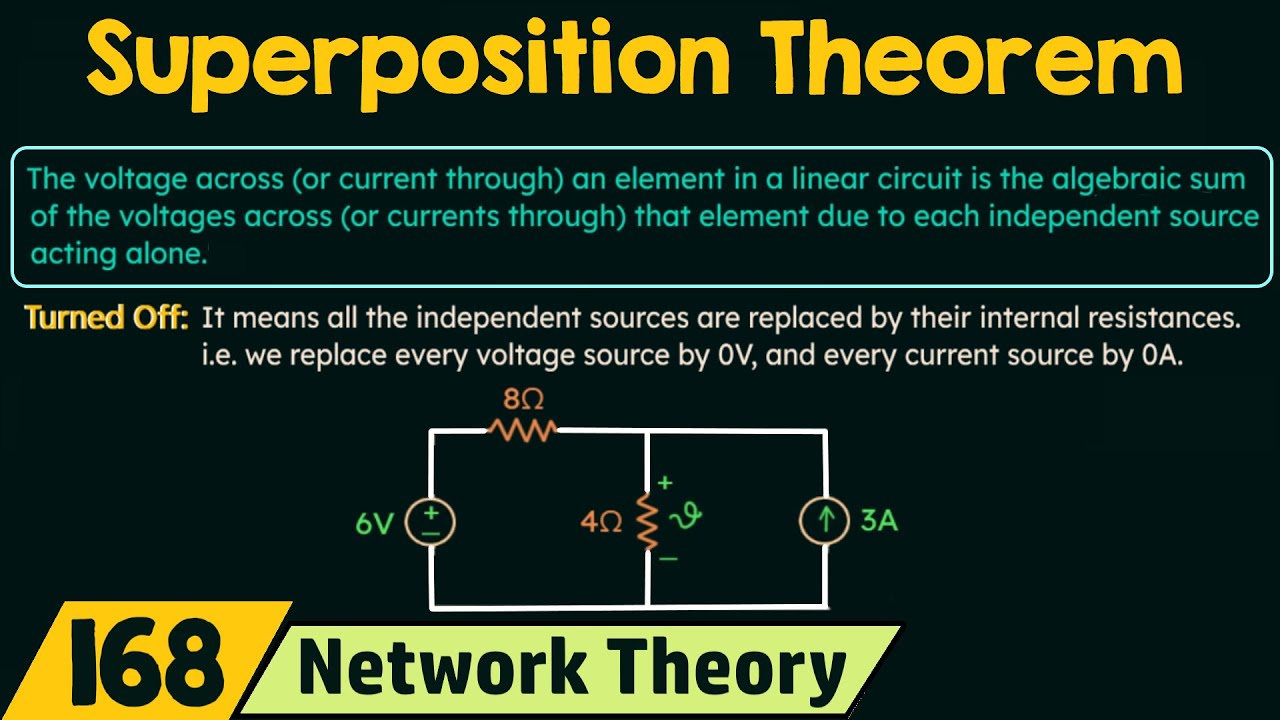 Superposition Theorem
The voltage across (or current through) an element in a linear circuit is the algebraic sum
of the voltages across (or currents through) that element due to each independent source
acting alone.
Turned Off: It means all the independent sources are replaced by their internal resistances.
i.e. we replace every voltage source by 0V, and every current source by 0A.
8Ω
+
6V + − 4Ω 𝜗 ↑ 3A
−
168 Network Theory